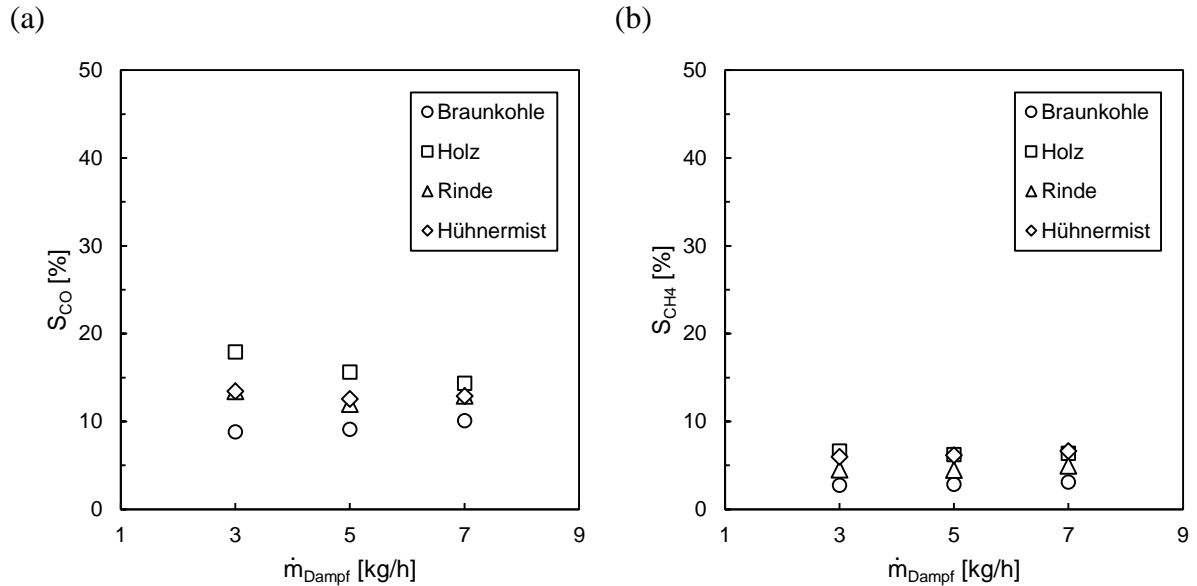 (a)
50
40
30
20
10
0
S_CO [%]
1 3 5 7 9
ṁ_Dampf [kg/h]
Braunkohle
Holz
Rinde
Hühnermist
(b)
50
40
30
20
10
0
S_CH4 [%]
1 3 5 7 9
ṁ_Dampf [kg/h]
Braunkohle
Holz
Rinde
Hühnermist